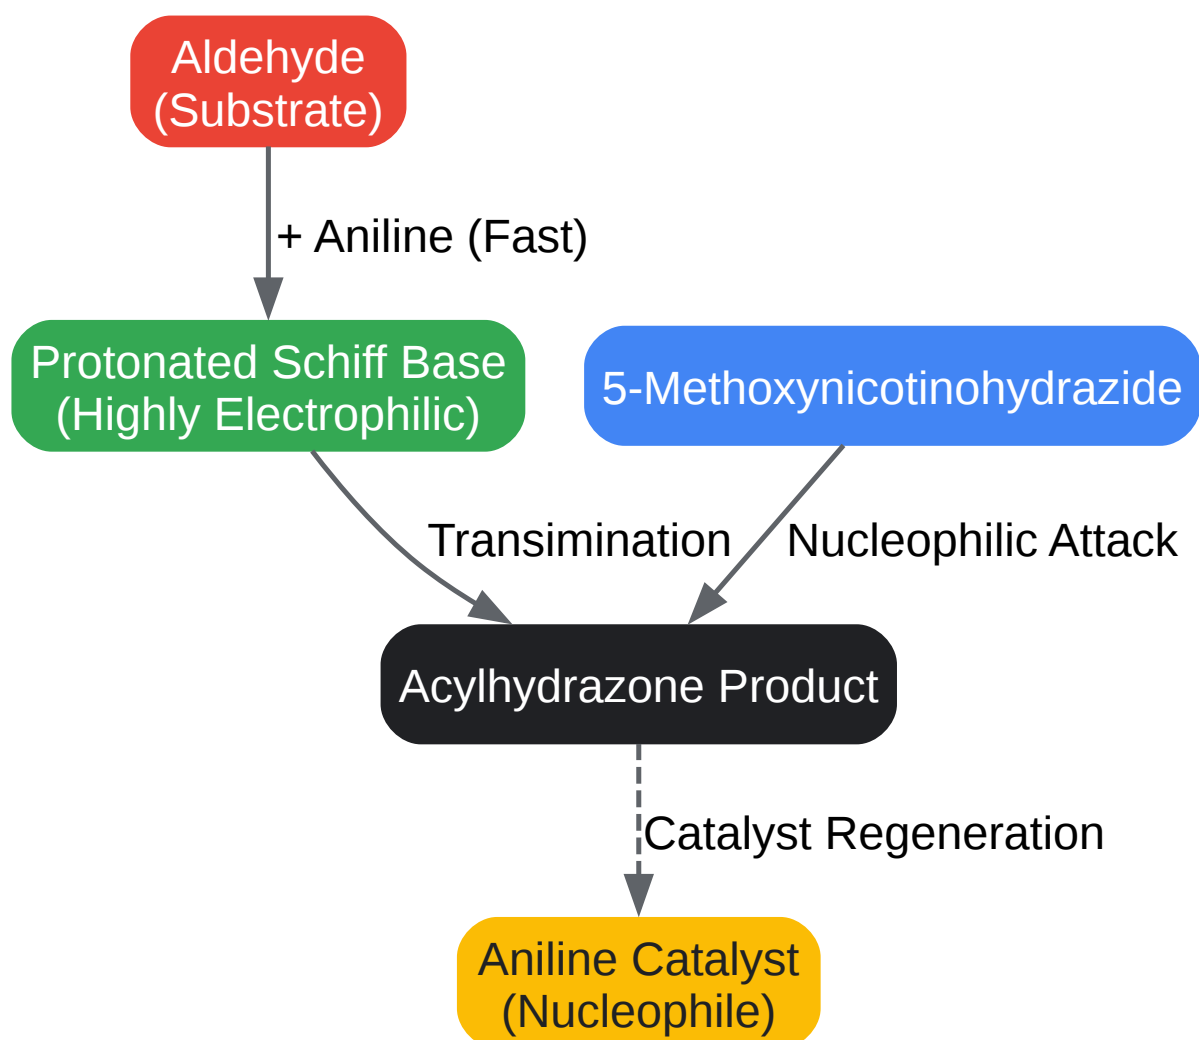 Aldehyde
(Substrate)
+ Aniline (Fast)
Protonated Schiff Base
(Highly Electrophilic)
5-Methoxynicotinohydrazide
Transimination
Nucleophilic Attack
Acylhydrazone Product
Catalyst Regeneration
Aniline Catalyst
(Nucleophile)